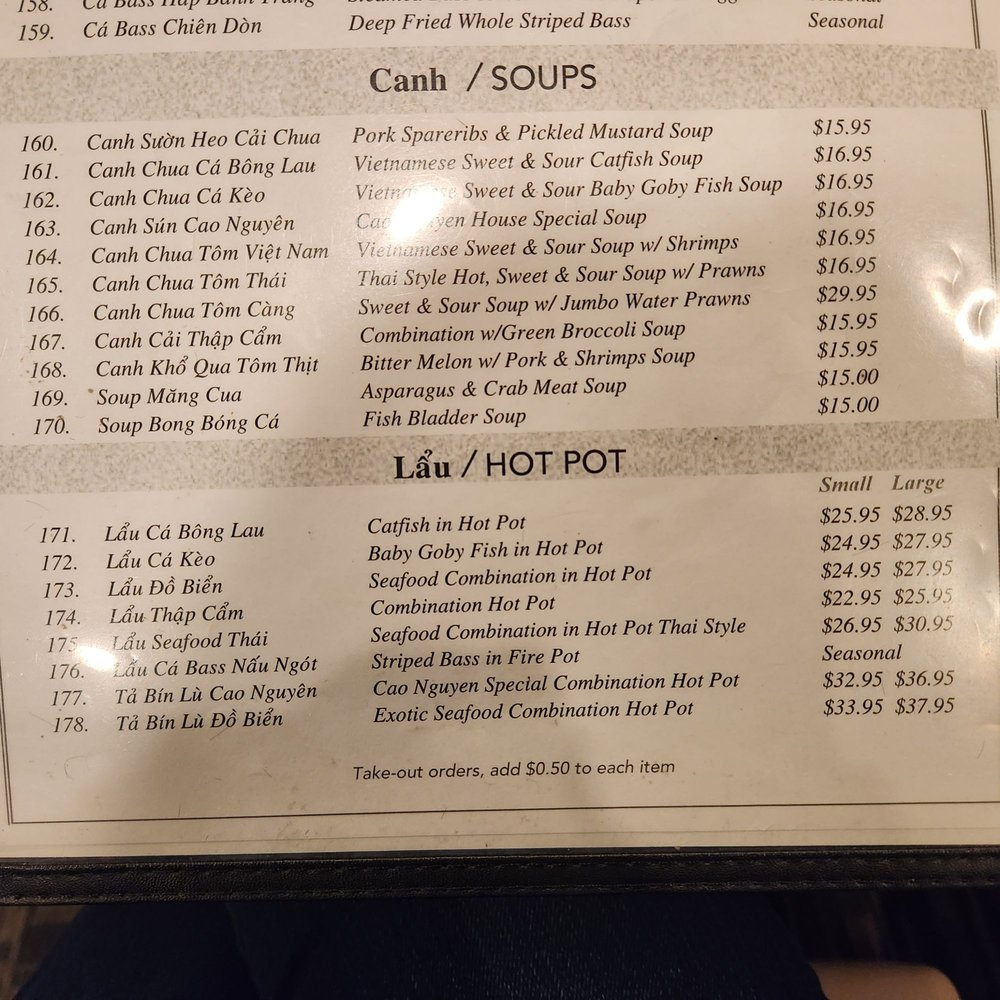 158. Cá Bass Hấp Bánh Tráng Seasonal
159. Cá Bass Chiên Dòn Deep Fried Whole Striped Bass Seasonal
Canh / SOUPS
160. Canh Sườn Heo Cải Chua Pork Spareribs & Pickled Mustard Soup $15.95
161. Canh Chua Cá Bông Lau Vietnamese Sweet & Sour Catfish Soup $16.95
162. Canh Chua Cá Kèo Vietnamese Sweet & Sour Baby Goby Fish Soup $16.95
163. Canh Sún Cao Nguyên Cao Nguyen House Special Soup $16.95
164. Canh Chua Tôm Việt Nam Vietnamese Sweet & Sour Soup w/ Shrimps $16.95
165. Canh Chua Tôm Thái Thai Style Hot, Sweet & Sour Soup w/ Prawns $16.95
166. Canh Chua Tôm Càng Sweet & Sour Soup w/ Jumbo Water Prawns $29.95
167. Canh Cải Thập Cẩm Combination w/Green Broccoli Soup $15.95
168. Canh Khổ Qua Tôm Thịt Bitter Melon w/ Pork & Shrimps Soup $15.95
169. Soup Măng Cua Asparagus & Crab Meat Soup $15.00
170. Soup Bong Bóng Cá Fish Bladder Soup $15.00
Lẩu / HOT POT
Small Large
171. Lẩu Cá Bông Lau Catfish in Hot Pot $25.95 $28.95
172. Lẩu Cá Kèo Baby Goby Fish in Hot Pot $24.95 $27.95
173. Lẩu Đồ Biển Seafood Combination in Hot Pot $24.95 $27.95
174. Lẩu Thập Cẩm Combination Hot Pot $22.95 $25.95
175. Lẩu Seafood Thái Seafood Combination in Hot Pot Thai Style $26.95 $30.95
176. Lẩu Cá Bass Nấu Ngót Striped Bass in Fire Pot Seasonal
177. Tả Bín Lù Cao Nguyên Cao Nguyen Special Combination Hot Pot $32.95 $36.95
178. Tả Bín Lù Đồ Biển Exotic Seafood Combination Hot Pot $33.95 $37.95
Take-out orders, add $0.50 to each item